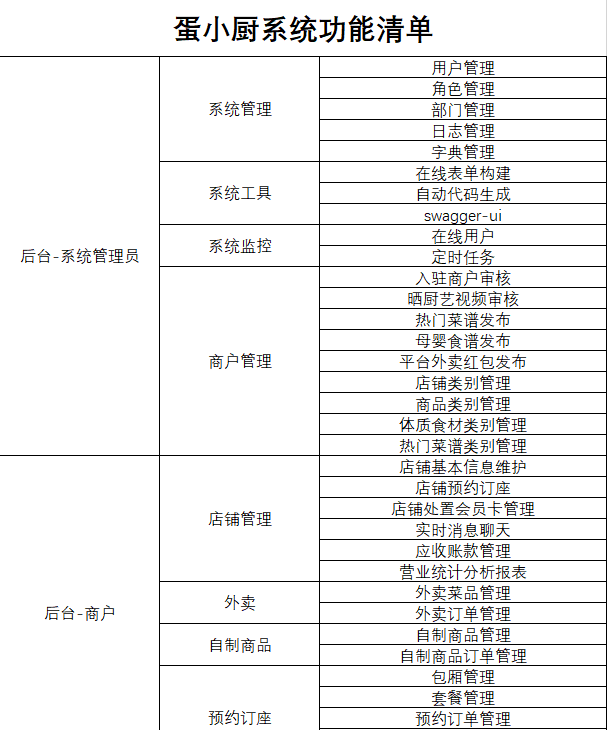 蛋小厨系统功能清单
后台-系统管理员
系统管理
用户管理
角色管理
部门管理
日志管理
字典管理
系统工具
在线表单构建
自动代码生成
swagger-ui
系统监控
在线用户
定时任务
商户管理
入驻商户审核
晒厨艺视频审核
热门菜谱发布
母婴食谱发布
平台外卖红包发布
店铺类别管理
商品类别管理
体质食材类别管理
热门菜谱类别管理
后台-商户
店铺管理
店铺基本信息维护
店铺预约订座
店铺处置会员卡管理
实时消息聊天
应收账款管理
营业统计分析报表
外卖
外卖菜品管理
外卖订单管理
自制商品
自制商品管理
自制商品订单管理
预约订座
包厢管理
套餐管理
预约订单管理